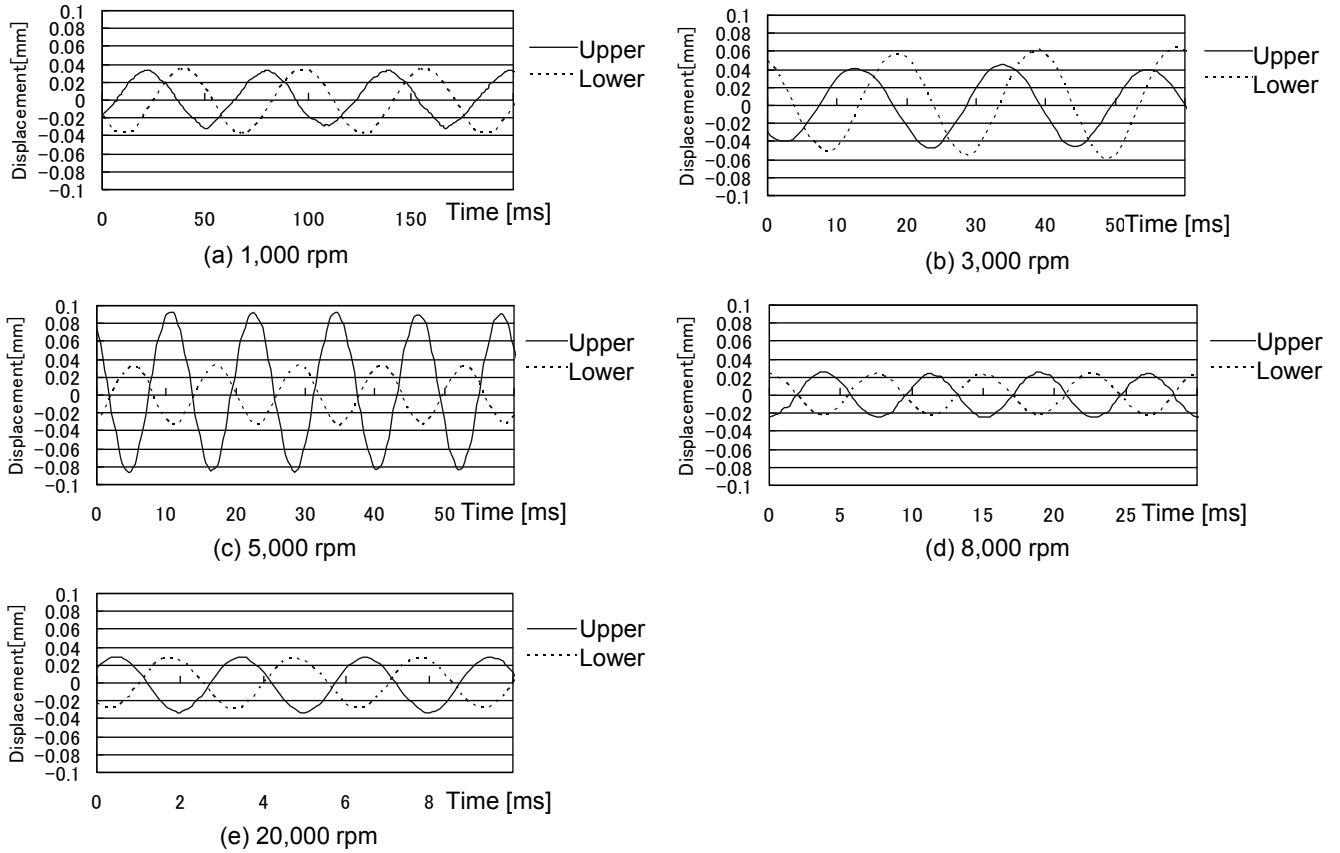 Displacement[mm]
0.1
0.08
0.06
0.04
0.02
0
−0.02
−0.04
−0.06
−0.08
−0.1
0 50 100 150 Time [ms]
Upper
Lower
(a) 1,000 rpm
Displacement[mm]
0.1
0.08
0.06
0.04
0.02
0
−0.02
−0.04
−0.06
−0.08
−0.1
0 10 20 30 40 50 Time [ms]
Upper
Lower
(b) 3,000 rpm
Displacement[mm]
0.1
0.08
0.06
0.04
0.02
0
−0.02
−0.04
−0.06
−0.08
−0.1
0 10 20 30 40 50 Time [ms]
Upper
Lower
(c) 5,000 rpm
Displacement[mm]
0.1
0.08
0.06
0.04
0.02
0
−0.02
−0.04
−0.06
−0.08
−0.1
0 5 10 15 20 25 Time [ms]
Upper
Lower
(d) 8,000 rpm
Displacement[mm]
0.1
0.08
0.06
0.04
0.02
0
−0.02
−0.04
−0.06
−0.08
−0.1
0 2 4 6 8 Time [ms]
Upper
Lower
(e) 20,000 rpm